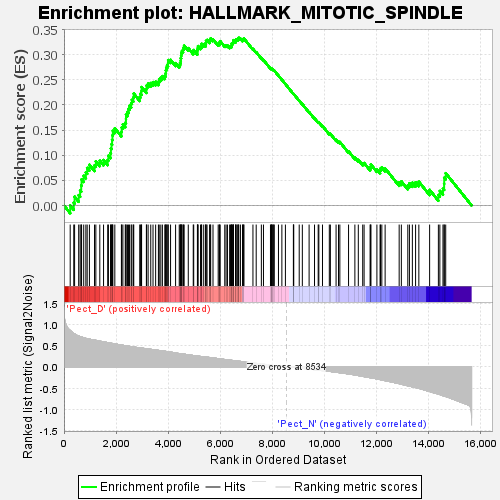 Enrichment plot: HALLMARK_MITOTIC_SPINDLE
Enrichment score (ES)
0.35
0.30
0.25
0.20
0.15
0.10
0.05
0.00
Ranked list metric (Signal2Noise)
1.5
1.0
0.5
0.0
-0.5
-1.0
-1.5
'Pect_D' (positively correlated)
Zero cross at 8534
'Pect_N' (negatively correlated)
0
2,000
4,000
6,000
8,000
10,000
12,000
14,000
16,000
Rank in Ordered Dataset
Enrichment profile
Hits
Ranking metric scores